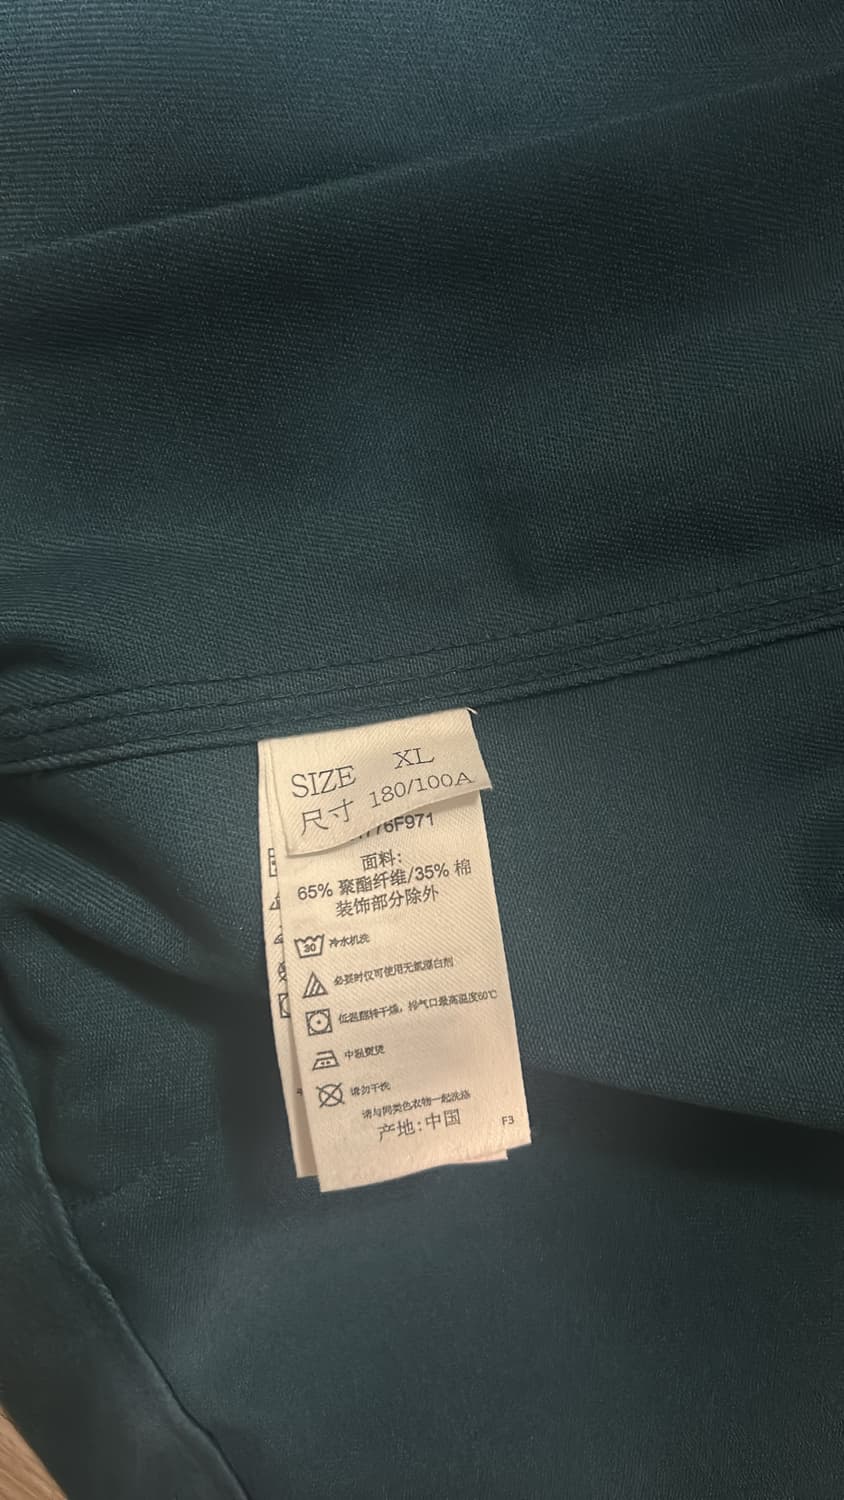 SIZE XL
尺寸 180/100A
76F971
面料:
65% 聚酯纤维/35% 棉
装饰部分除外
30 冷水机洗
必要时仅可使用无氯漂白剂
低温翻转干燥，排气口最高温度60℃
中温熨烫
请勿干洗
请与同类色衣物一起洗涤
产地:中国 F3